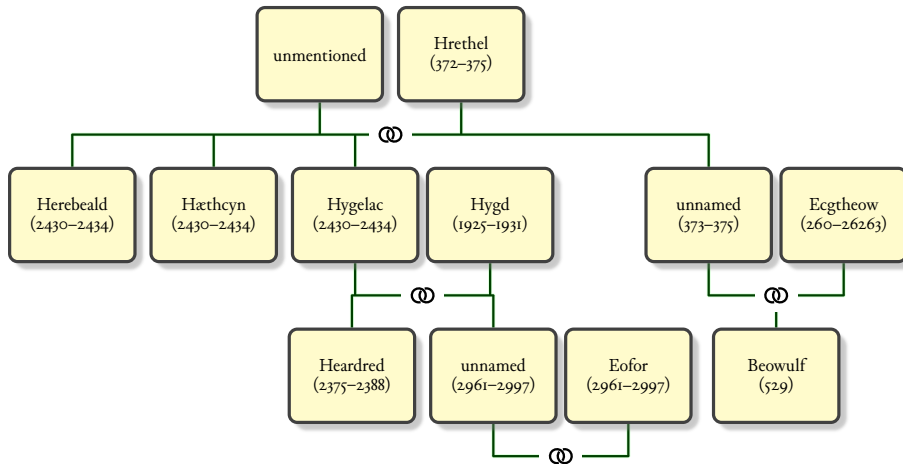 unmentioned
Hrethel
(372–375)
Herebeald
(2430–2434)
Hæthcyn
(2430–2434)
Hygelac
(2430–2434)
Hygd
(1925–1931)
unnamed
(373–375)
Ecgtheow
(260–26263)
Heardred
(2375–2388)
unnamed
(2961–2997)
Eofor
(2961–2997)
Beowulf
(529)